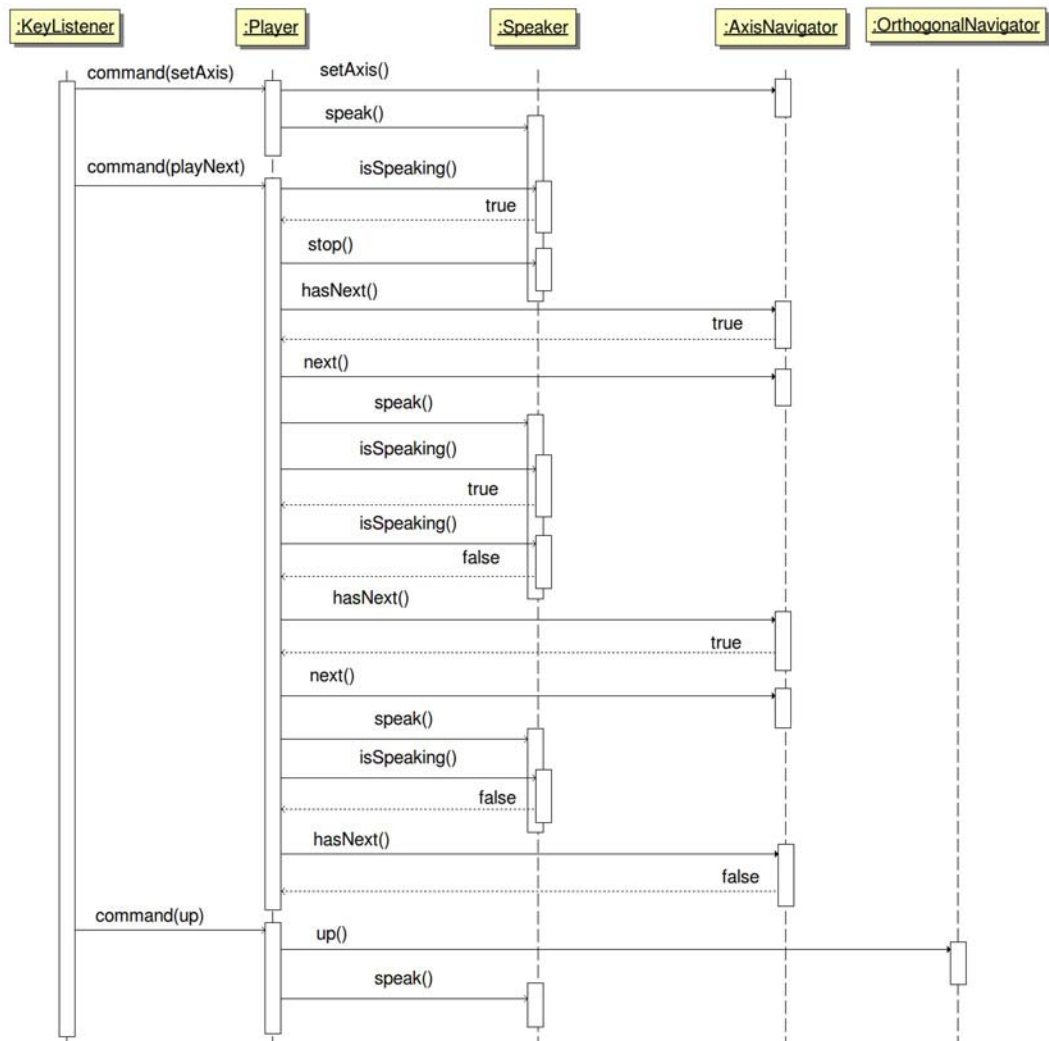 :KeyListener
:Player
:Speaker
:AxisNavigator
:OrthogonalNavigator
command(setAxis)
setAxis()
speak()
command(playNext)
isSpeaking()
true
stop()
hasNext()
true
next()
speak()
isSpeaking()
true
isSpeaking()
false
hasNext()
true
next()
speak()
isSpeaking()
false
hasNext()
false
command(up)
up()
speak()